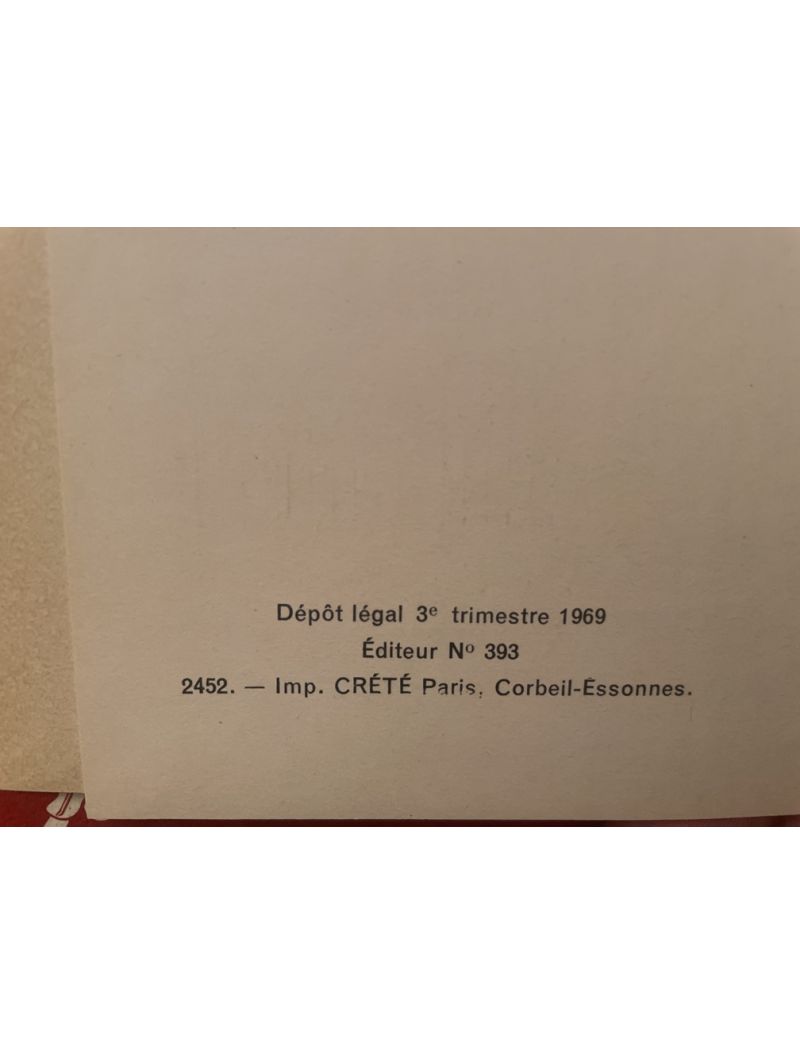 Dépôt légal 3e trimestre 1969
Éditeur No 393
2452. — Imp. CRÉTÉ Paris, Corbeil-Essonnes.